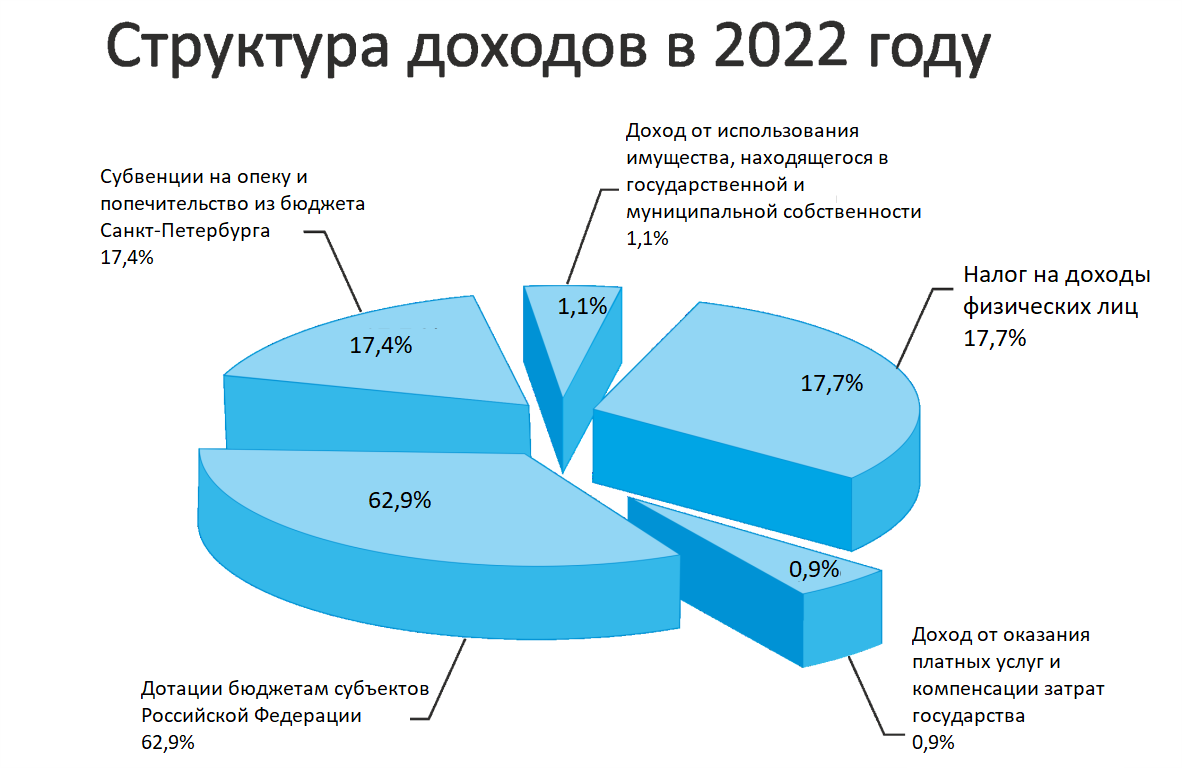 Структура доходов в 2022 году
Доход от использования
имущества, находящегося в
государственной и
муниципальной собственности
1,1%
Субвенции на опеку и
попечительство из бюджета
Санкт-Петербурга
17,4%
Налог на доходы
физических лиц
17,7%
1,1%
17,4%
17,7%
62,9%
0,9%
Доход от оказания
платных услуг и
компенсации затрат
государства
0,9%
Дотации бюджетам субъектов
Российской Федерации
62,9%